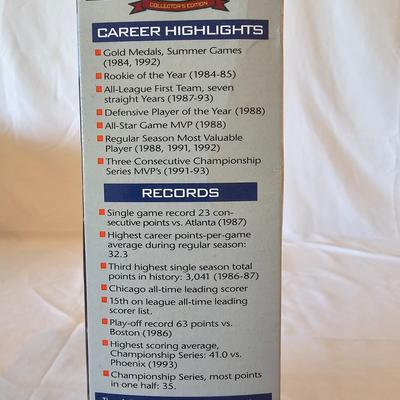 COLLECTOR'S EDITION
CAREER HIGHLIGHTS
Gold Medals, Summer Games
(1984, 1992)
Rookie of the Year (1984-85)
All-League First Team, seven
straight Years (1987-93)
Defensive Player of the Year (1988)
All-Star Game MVP (1988)
Regular Season Most Valuable
Player (1988, 1991, 1992)
Three Consecutive Championship
Series MVP's (1991-93)
RECORDS
Single game record 23 con-
secutive points vs. Atlanta (1987)
Highest career points-per-game
average during regular season:
32.3
Third highest single season total
points in history: 3,041 (1986-87)
Chicago all-time leading scorer
15th on league all-time leading
scorer list.
Play-off record 63 points vs.
Boston (1986)
Highest scoring average,
Championship Series: 41.0 vs.
Phoenix (1993)
Championship Series, most points
in one half: 35.